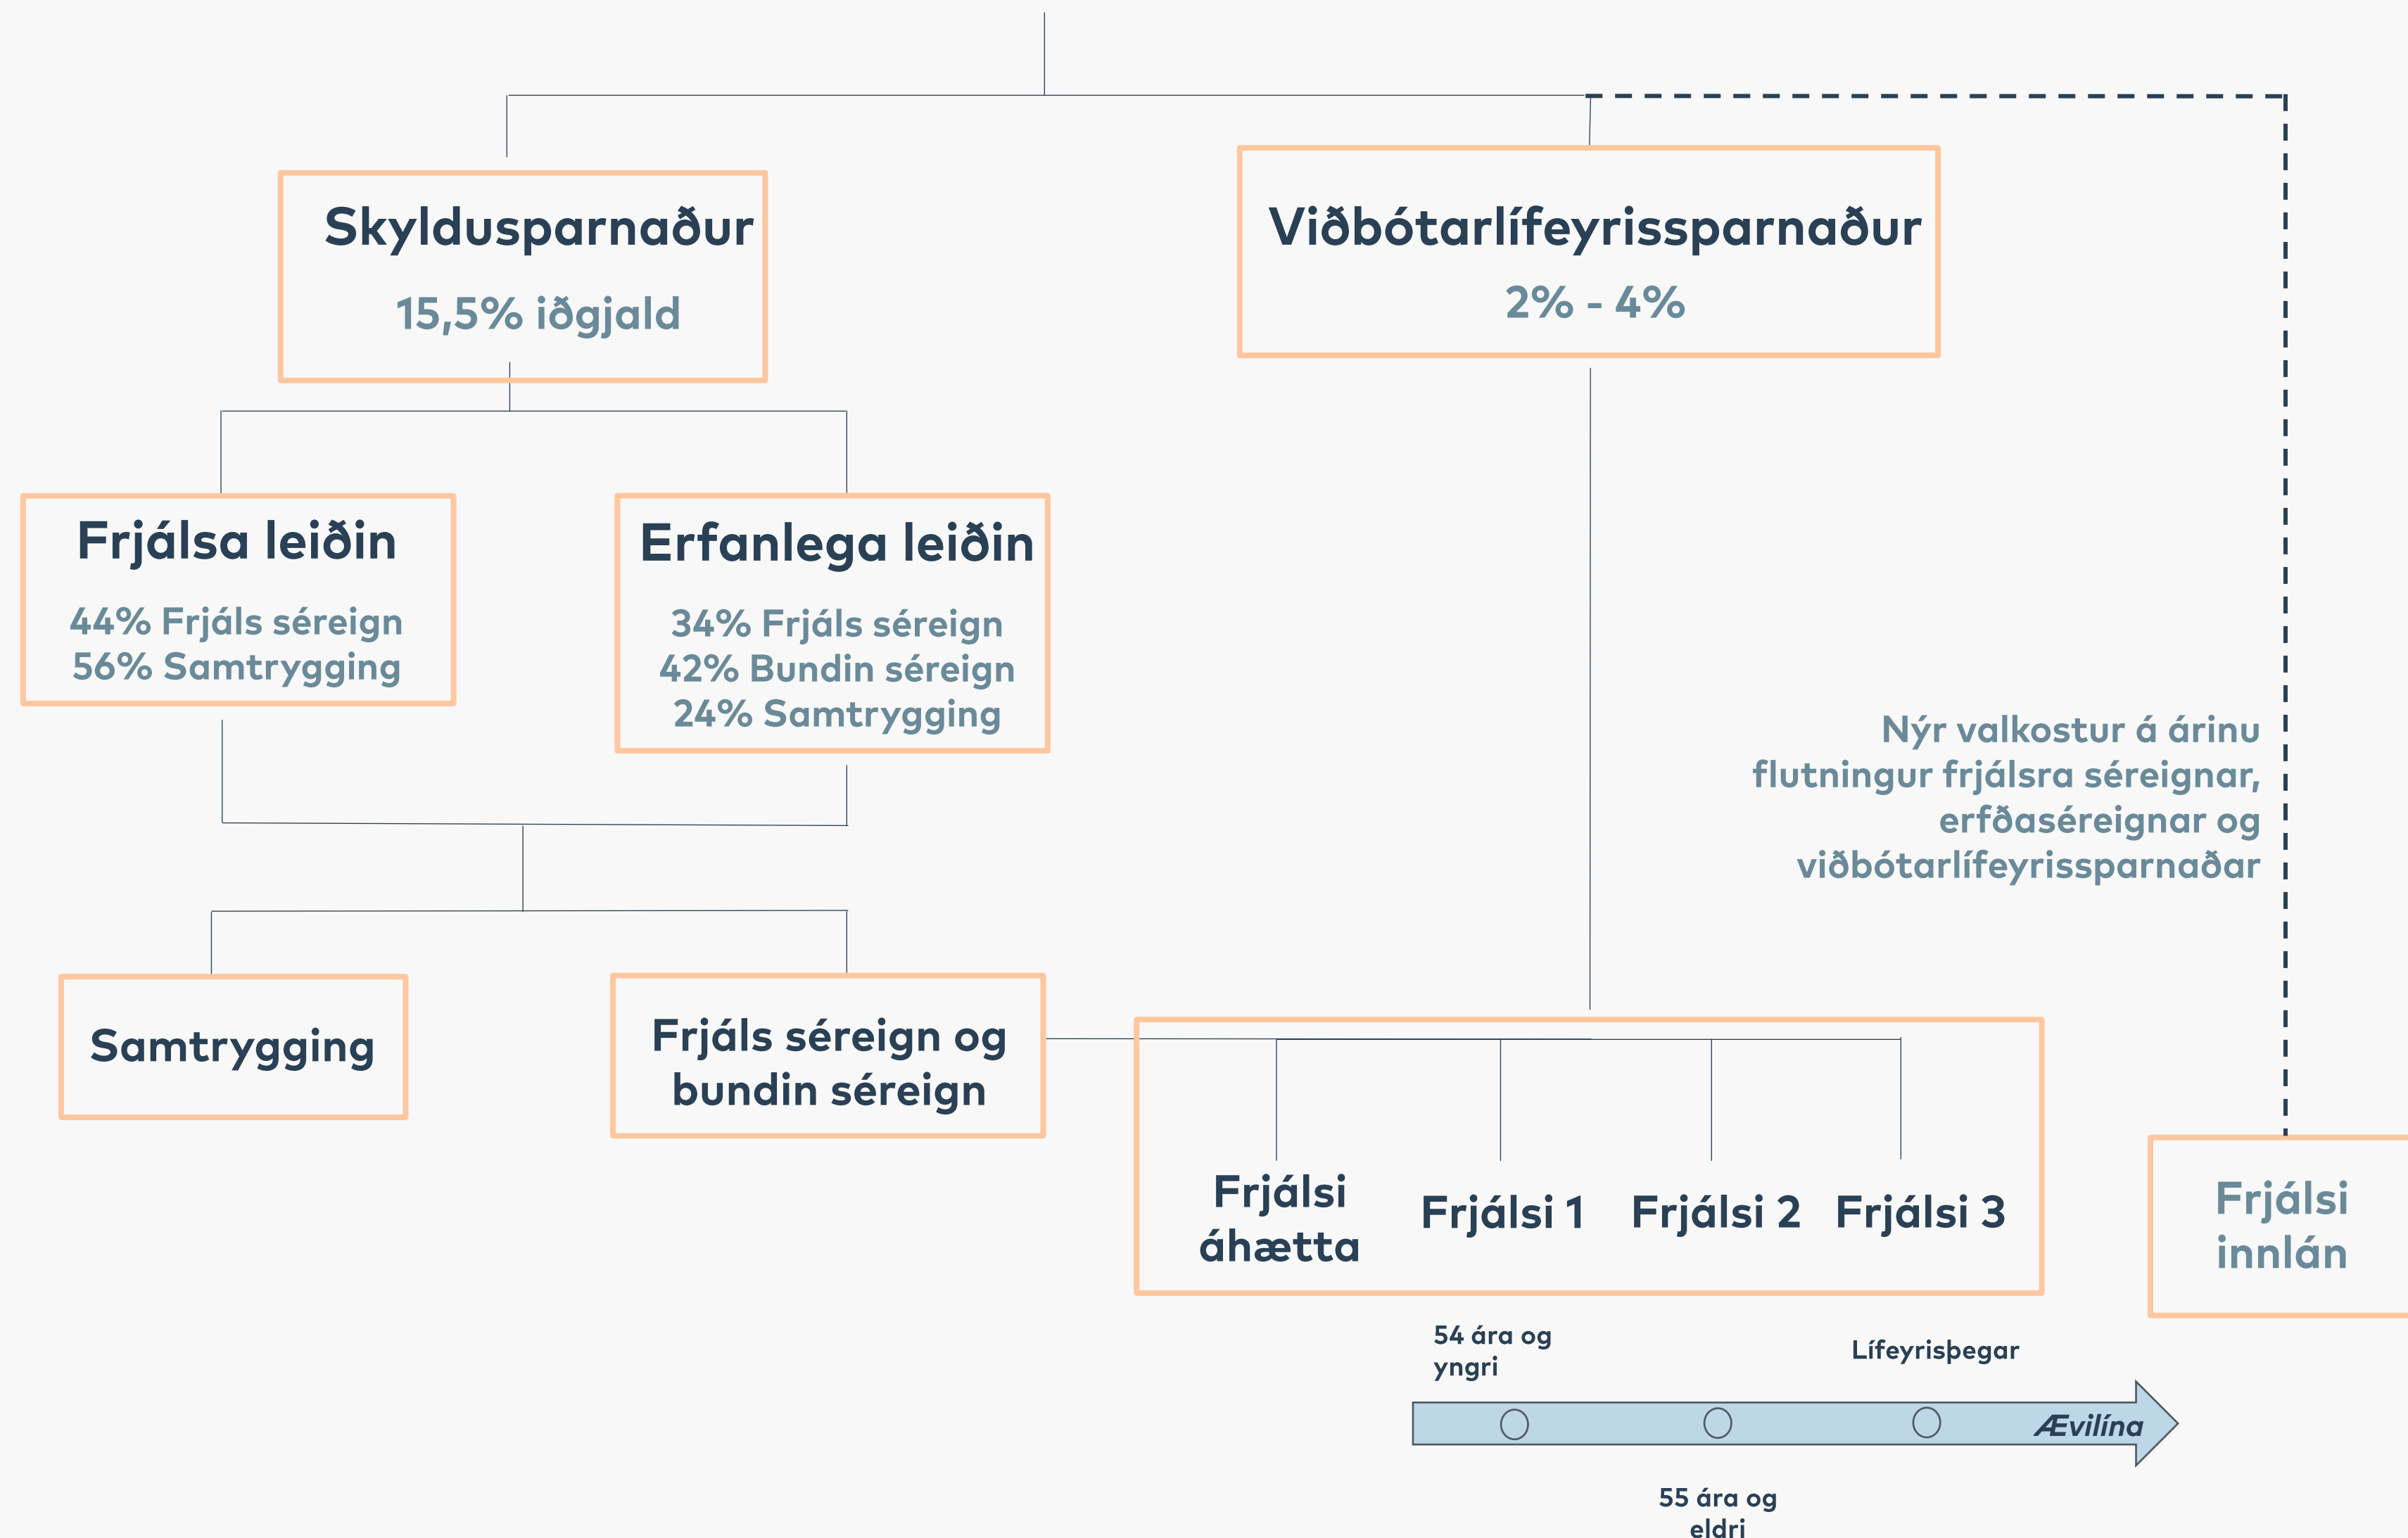 Skyldusparnaður
15,5% iðgjald
Viðbótarlífeyrissparnaður
2% - 4%
Frjálsa leiðin
44% Frjáls séreign
56% Samtrygging
Erfanlega leiðin
34% Frjáls séreign
42% Bundin séreign
24% Samtrygging
Nýr valkostur á árinu
flutningur frjálsra séreignar,
erfðaséreignar og
viðbótarlífeyrissparnaðar
Samtrygging
Frjáls séreign og
bundin séreign
Frjálsi
áhætta
Frjálsi 1
Frjálsi 2
Frjálsi 3
Frjálsi
innlán
54 ára og
yngri
Lífeyrisþegar
Ævilína
55 ára og
eldri